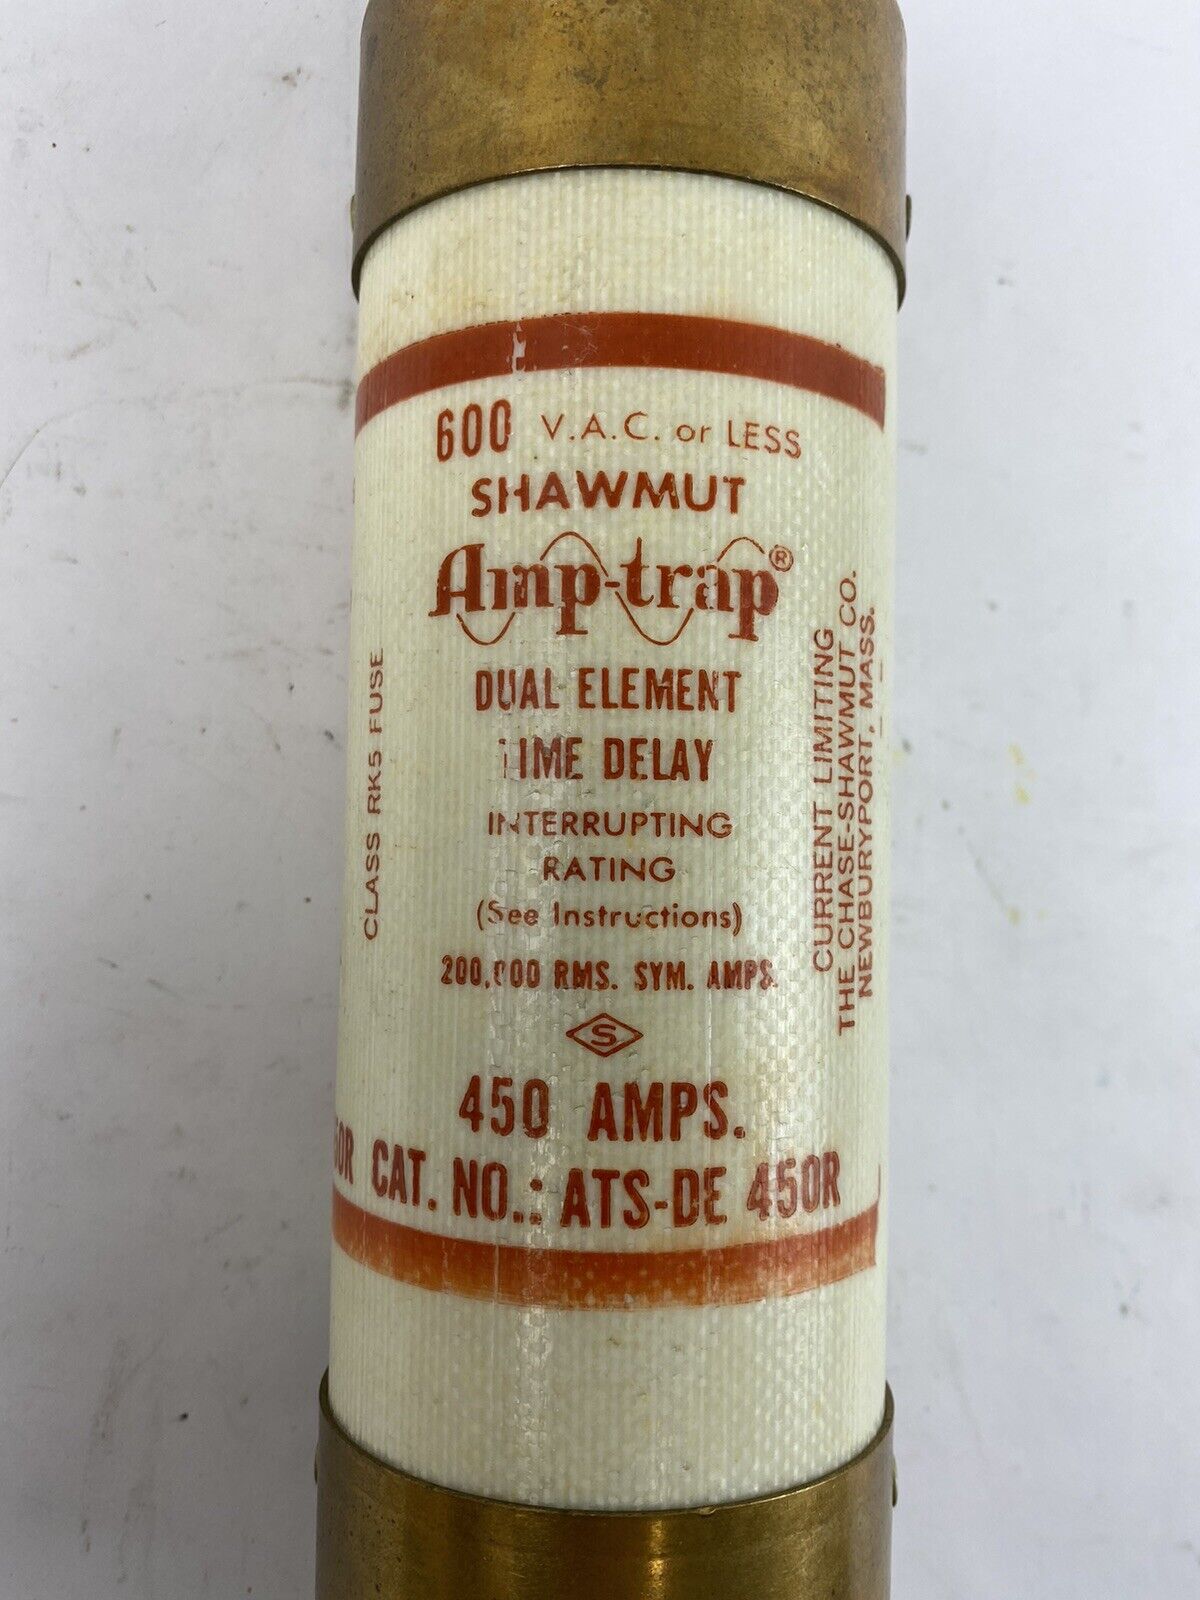 600 V.A.C. or LESS
SHAWMUT
Amp-trap®
DUAL ELEMENT
TIME DELAY
INTERRUPTING
RATING
(See Instructions)
200,000 RMS. SYM. AMPS.
S
450 AMPS.
50R CAT. NO.: ATS-DE 450R
CLASS RK5 FUSE
CURRENT LIMITING
THE CHASE-SHAWMUT CO.
NEWBURYPORT, MASS.